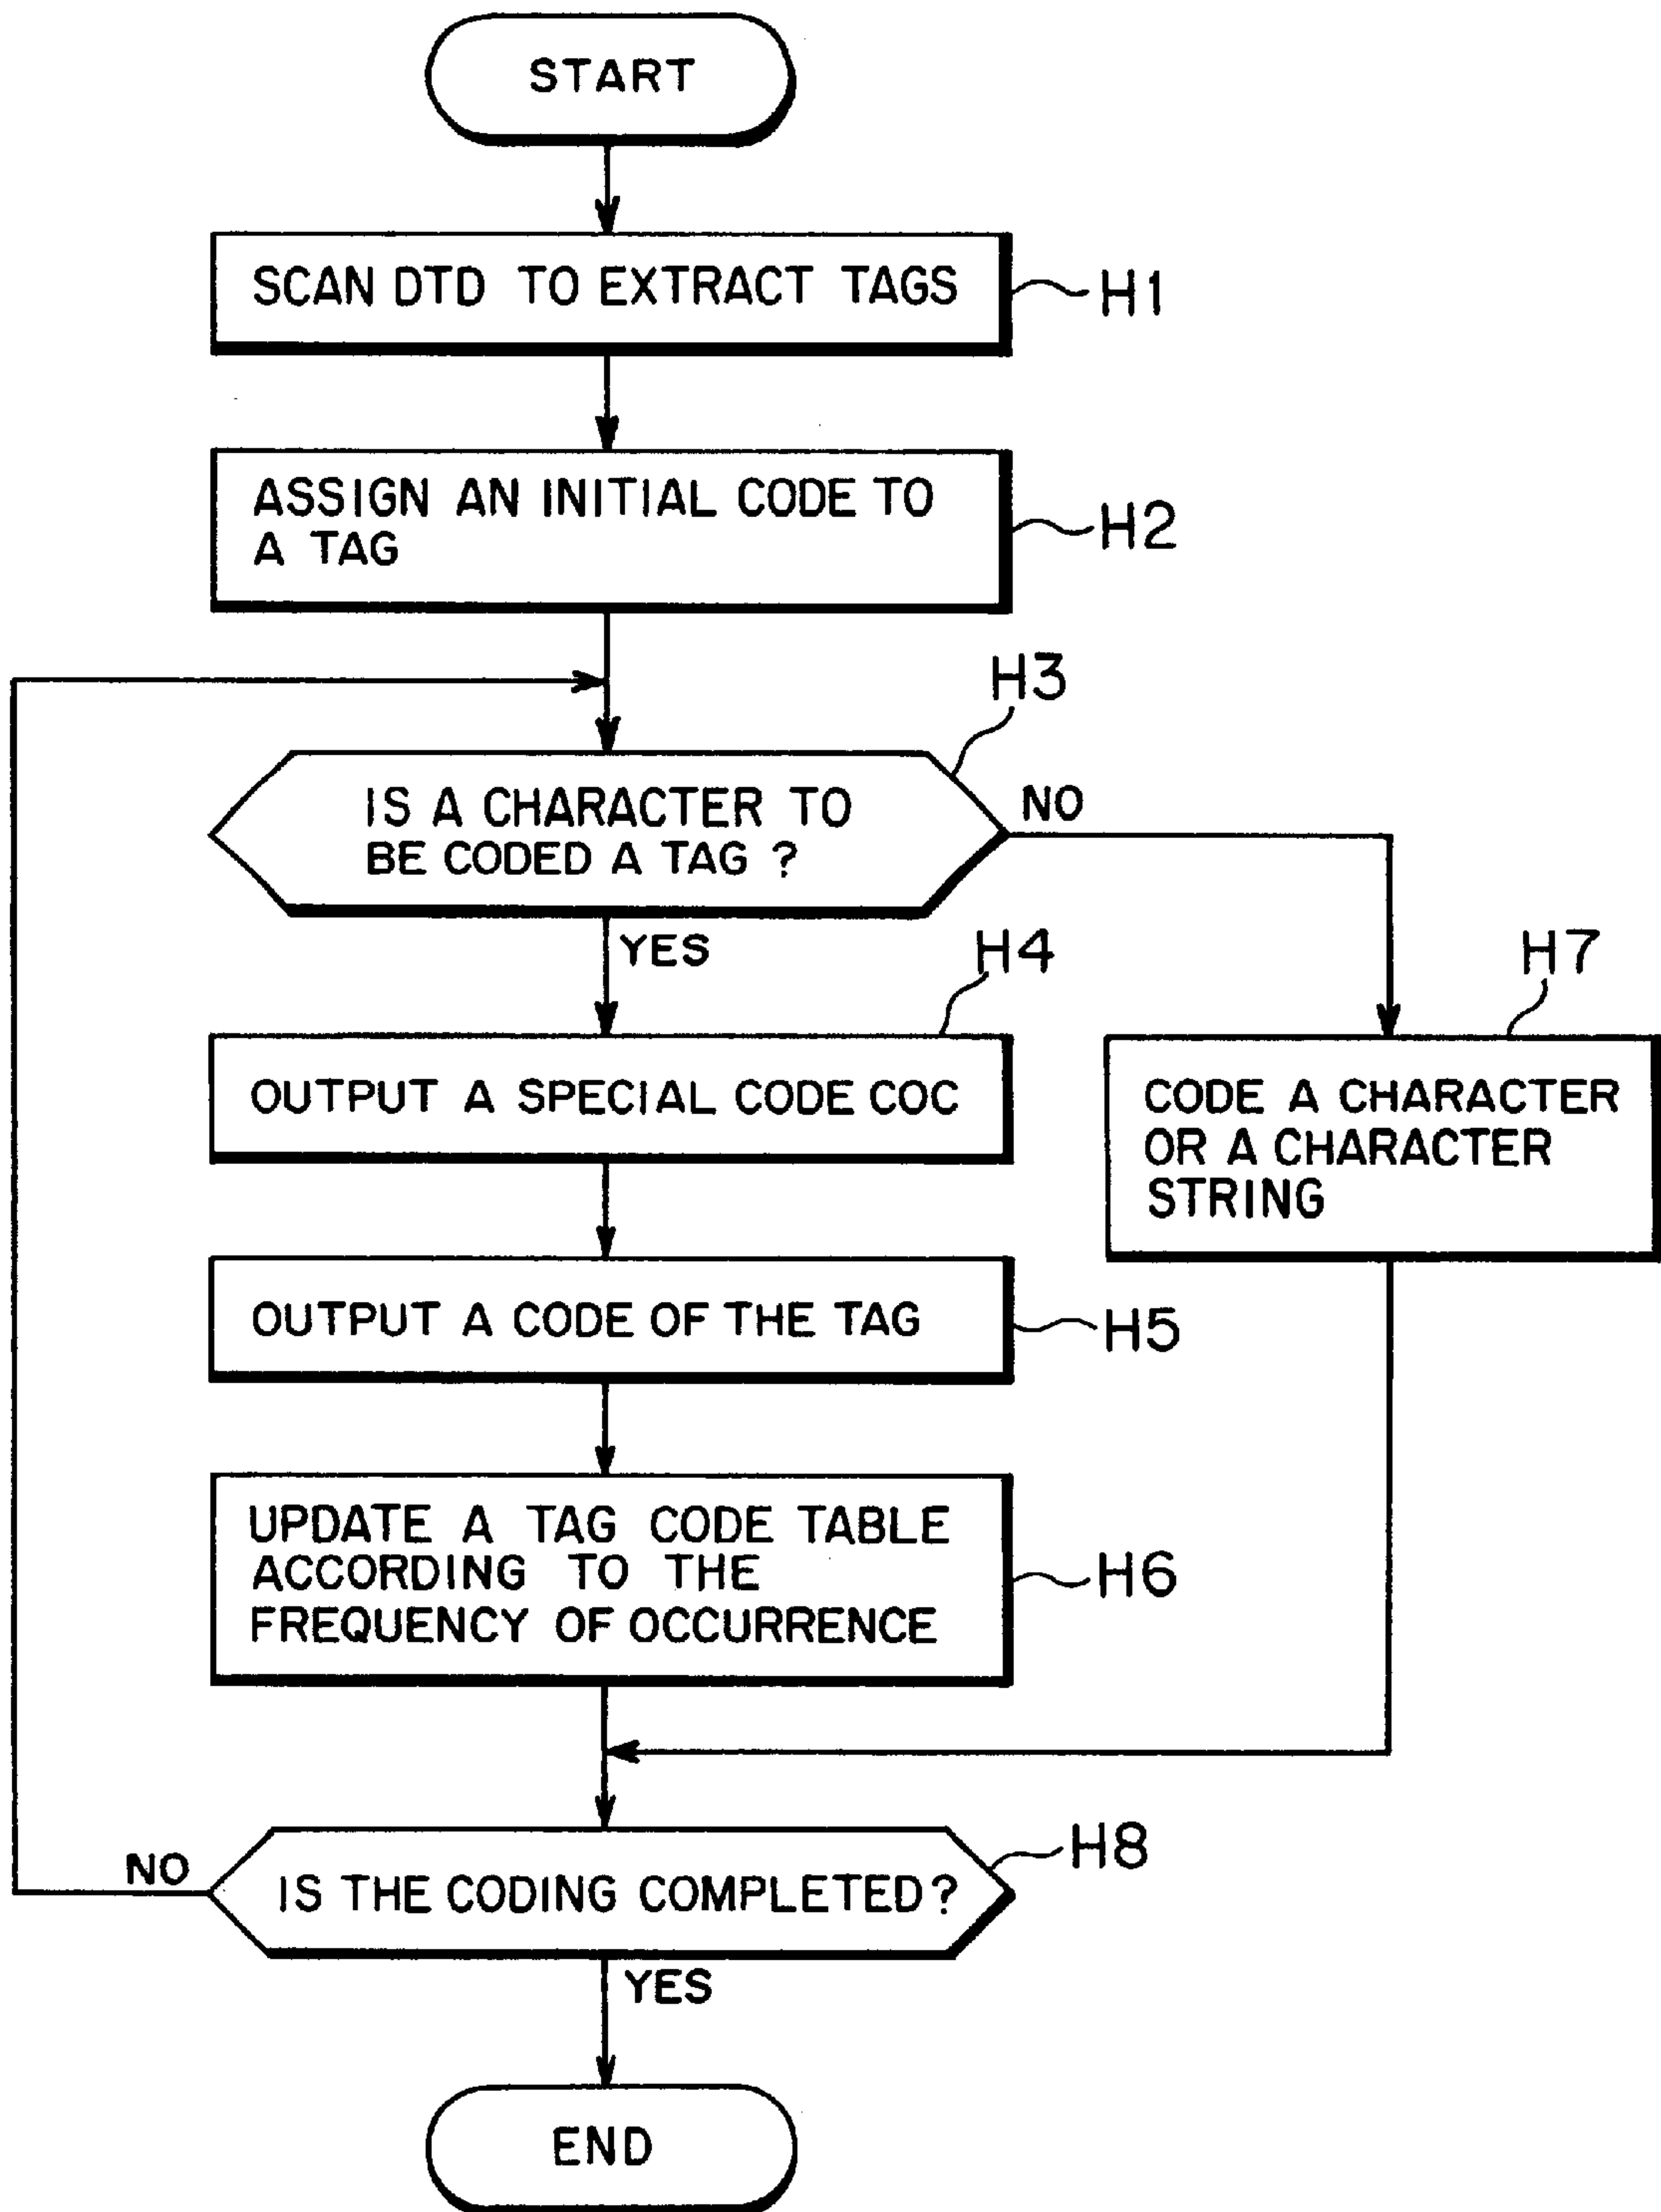 START
SCAN DTD TO EXTRACT TAGS
H1
ASSIGN AN INITIAL CODE TO
A TAG
H2
H3
IS A CHARACTER TO
BE CODED A TAG ?
NO
YES
H4
H7
OUTPUT A SPECIAL CODE COC
CODE A CHARACTER
OR A CHARACTER
STRING
OUTPUT A CODE OF THE TAG
H5
UPDATE A TAG CODE TABLE
ACCORDING TO THE
FREQUENCY OF OCCURRENCE
H6
H8
NO
IS THE CODING COMPLETED?
YES
END